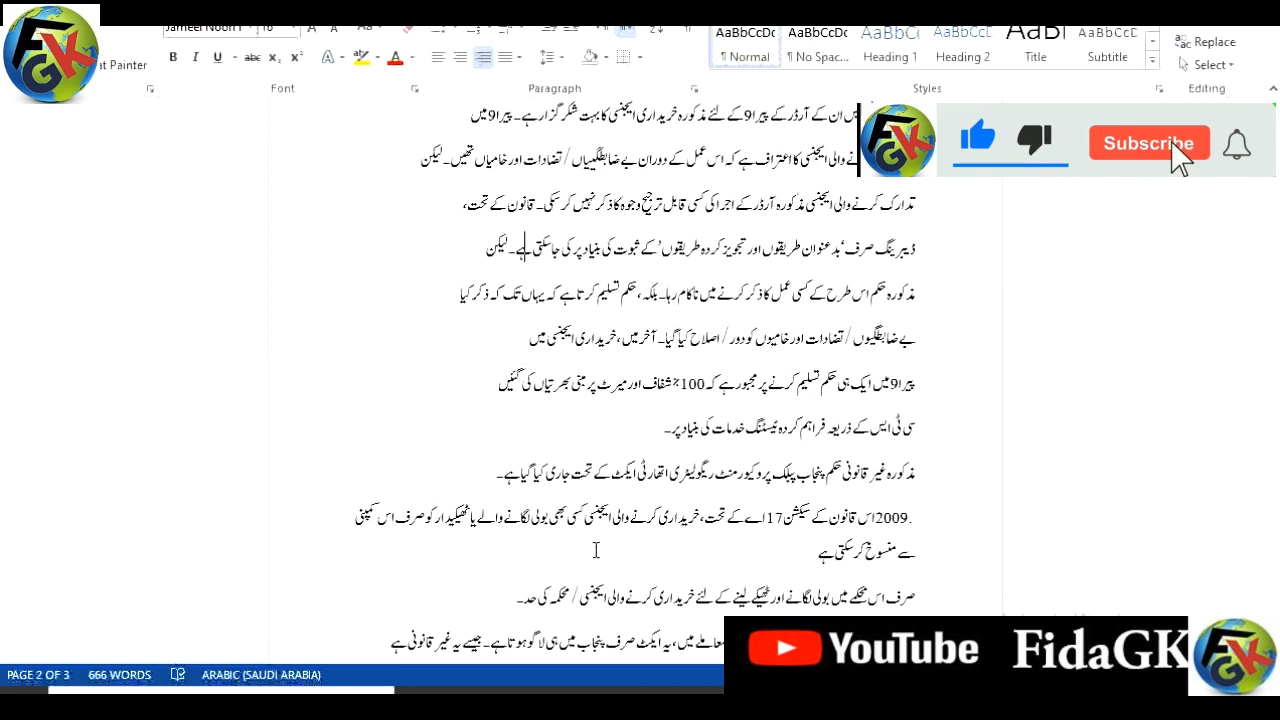 Jameel Noori
16
Replace
at Painter
B I U abc x₂ x²
AaBbCcDc AaBbCcDc AaBbCc AaBbCcD AaB AaBbCcD
¶ Normal ¶ No Spac... Heading 1 Heading 2 Title Subtitle
Select
Font Paragraph Styles Editing
FGK
س ان کے آرڈر کے پیرا9 کے لئے مذکورہ خریداری ایجنسی کا بہت شکر گزار ہے۔ پیرا9 میں
Subscribe
نے والی ایجنسی کا اعتراف ہے کہ اس عمل کے دوران بے ضابطگیاں / تضادات اور خامیاں تھیں۔ لیکن
تدارک کرنے والی ایجنسی مذکورہ آرڈر کے اجرا کی کسی قابل ترجیح وجوہ کا ذکر نہیں کر سکی۔ قانون کے تحت،
ڈیبرینگ صرف ‘بدعنوان طریقوں اور تجویز کردہ طریقوں’ کے ثبوت کی بنیاد پر کی جاسکتی ہے۔ لیکن
مذکورہ حکم اس طرح کے کسی عمل کا ذکر کرنے میں ناکام رہا۔ بلکہ، حکم تسلیم کرتا ہے کہ یہاں تک کہ ذکر کیا
بے ضابطگیوں / تضادات اور خامیوں کو دور / اصلاح کیا گیا۔ آخر میں، خریداری ایجنسی میں
پیرا9 میں ایک ہی حکم تسلیم کرنے پر مجبور ہے کہ 100٪ شفاف اور میرٹ پر مبنی بھرتیاں کی گئیں
سی ٹی ایس کے ذریعہ فراہم کردہ ٹیسٹنگ خدمات کی بنیاد پر۔
مذکورہ غیر قانونی حکم پنجاب پبلک پروکیورمنٹ ریگولیٹری اتھارٹی ایکٹ کے تحت جاری کیا گیا ہے۔
.2009 اس قانون کے سیکشن 17 اے کے تحت، خریداری کرنے والی ایجنسی کسی بھی بولی لگانے والے یا ٹھیکیدار کو صرف اس کمپنی
سے منسوخ کر سکتی ہے
صرف اس محکمے میں بولی لگانے اور ٹھیکے لینے کے لئے خریداری کرنے والی ایجنسی / محکمہ کی حد۔
معاملے میں، یہ ایکٹ صرف پنجاب میں ہی لاگو ہوتا ہے۔ جیسے یہ غیر قانونی ہے
YouTube FidaGK
FGK
PAGE 2 OF 3 666 WORDS ARABIC (SAUDI ARABIA)